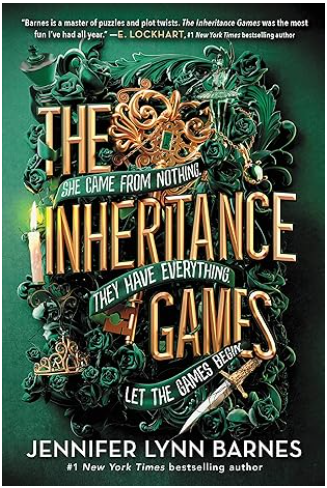 "Barnes is a master of puzzles and plot twists. The Inheritance Games was the most
fun I've had all year." —E. LOCKHART, #1 New York Times bestselling author
THE
SHE CAME FROM NOTHING.
INHERITANCE
THEY HAVE EVERYTHING.
GAMES
LET THE GAMES BEGIN.
JENNIFER LYNN BARNES
#1 New York Times bestselling author